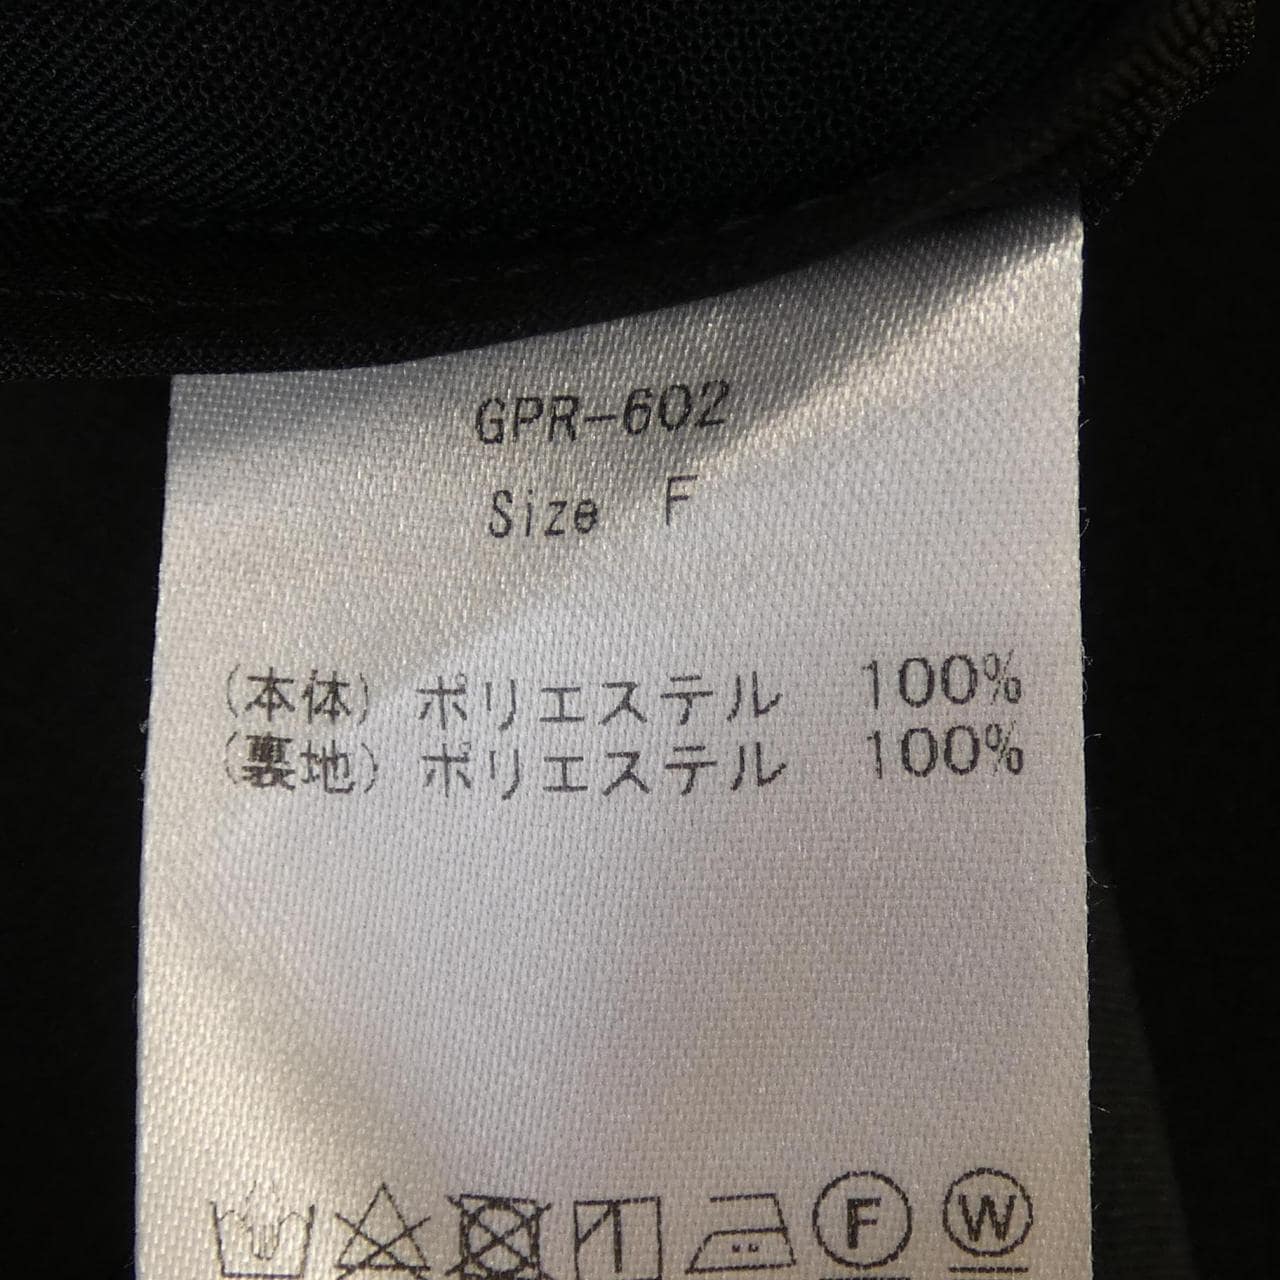 GPR-602
Size F
(本体) ポリエステル 100%
(裏地) ポリエステル 100%
F W